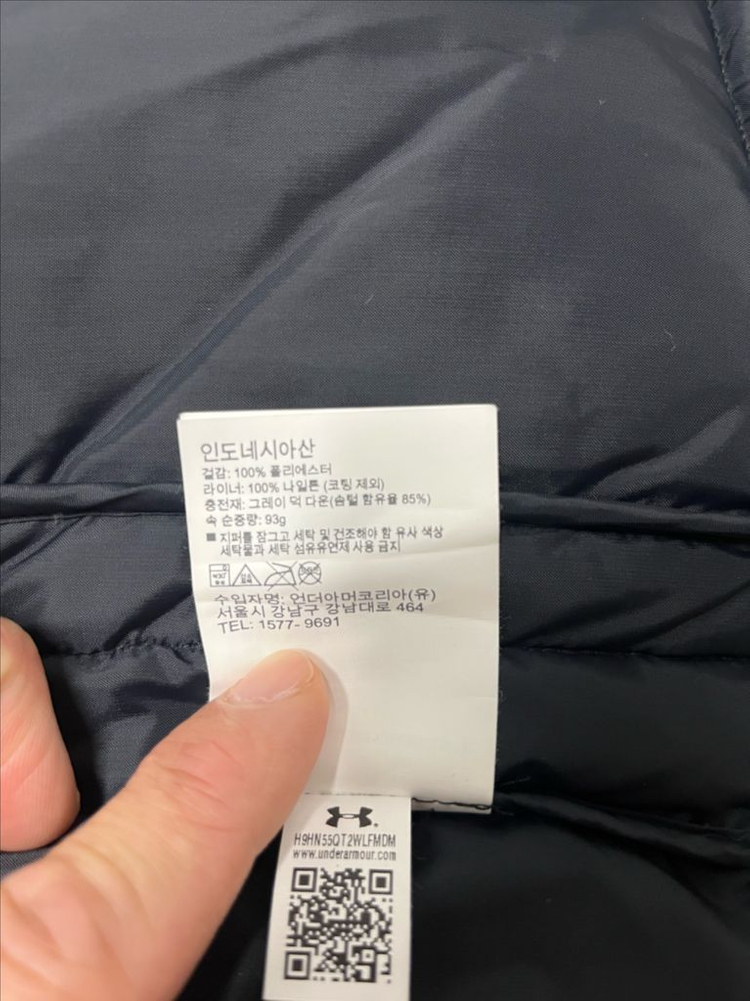 인도네시아산
겉감: 100% 폴리에스터
라이너: 100% 나일론 (코팅 제외)
충전재: 그레이 덕 다운(솜털 함유율 85%)
속 순중량: 93g
■ 지퍼를 잠그고 세탁 및 건조해야 함 유사 색상
세탁물과 세탁 섬유유연제 사용 금지
수입자명: 언더아머코리아(유)
서울시 강남구 강남대로 464
TEL: 1577- 9691
H9HN55QT2WLFMDM
www.underarmour.com